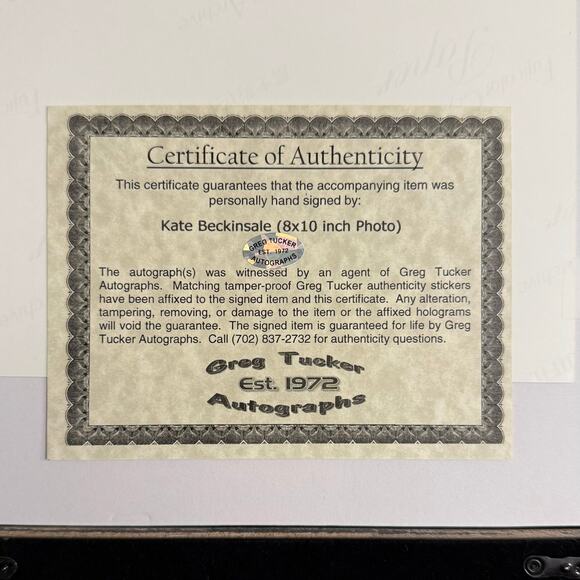 Certificate of Authenticity
This certificate guarantees that the accompanying item was
personally hand signed by:
Kate Beckinsale (8x10 inch Photo)
GREG TUCKER
EST. 1972
AUTOGRAPHS
The autograph(s) was witnessed by an agent of Greg Tucker
Autographs. Matching tamper-proof Greg Tucker authenticity stickers
have been affixed to the signed item and this certificate. Any alteration,
tampering, removing, or damage to the item or the affixed holograms
will void the guarantee. The signed item is guaranteed for life by Greg
Tucker Autographs. Call (702) 837-2732 for authenticity questions.
Greg Tucker
Est. 1972
Autographs